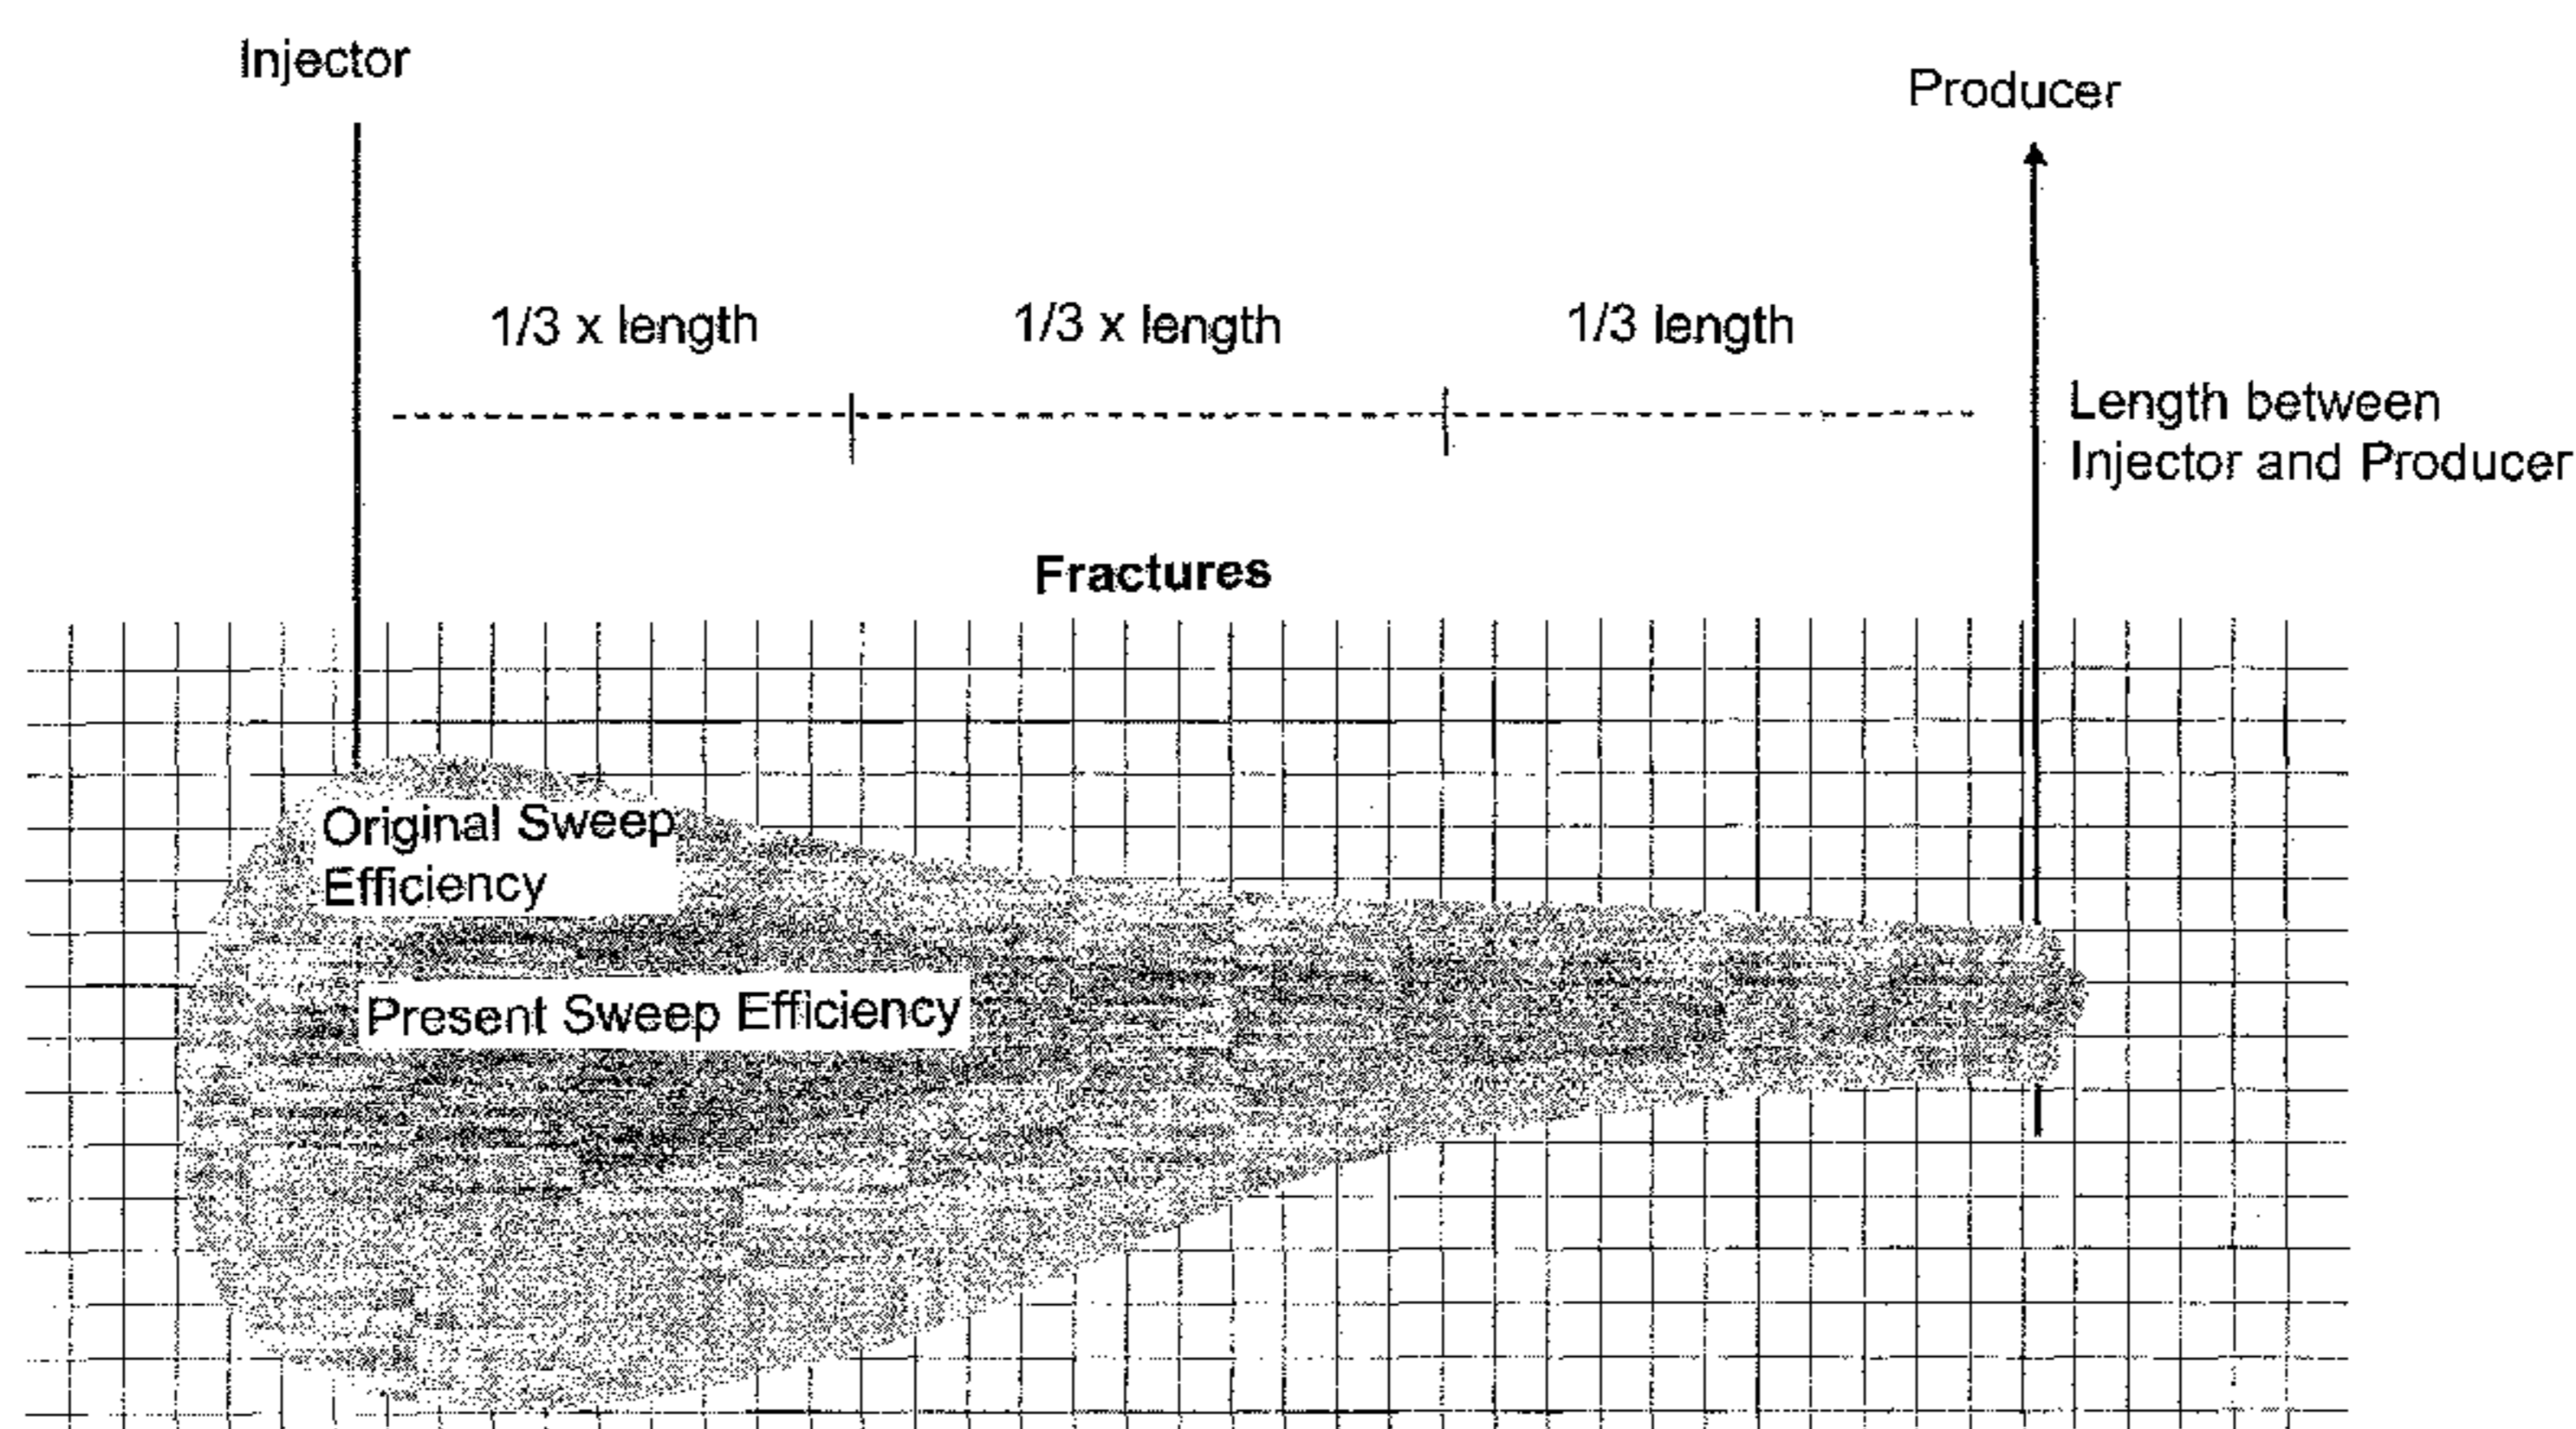 Injector
Producer
1/3 x length
1/3 x length
1/3 length
Length between
Injector and Producer
Fractures
Original Sweep
Efficiency
Present Sweep Efficiency